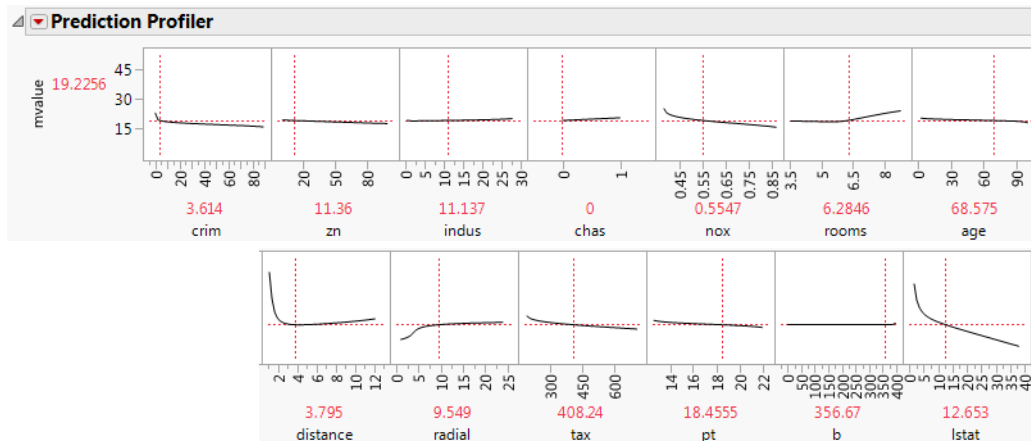 Prediction Profiler
mvalue
19.2256
45
30
15
0 20 40 60 80
20 40 60 80
0 5 10 15 20 25 30
0 1
0.45 0.55 0.65 0.75 0.85
3.5 5 6.5 8
0 30 60 90
3.614 11.36 11.137 0 0.5547 6.2846 68.575
crim zn indus chas nox rooms age
2 4 6 8 10 12
0 5 10 15 20 25
300 450 600
14 16 18 20 22
0 50 100 150 200 250 300 350 400
0 5 10 15 20 25 30 35 40
3.795 9.549 408.24 18.4555 356.67 12.653
distance radial tax pt b lstat